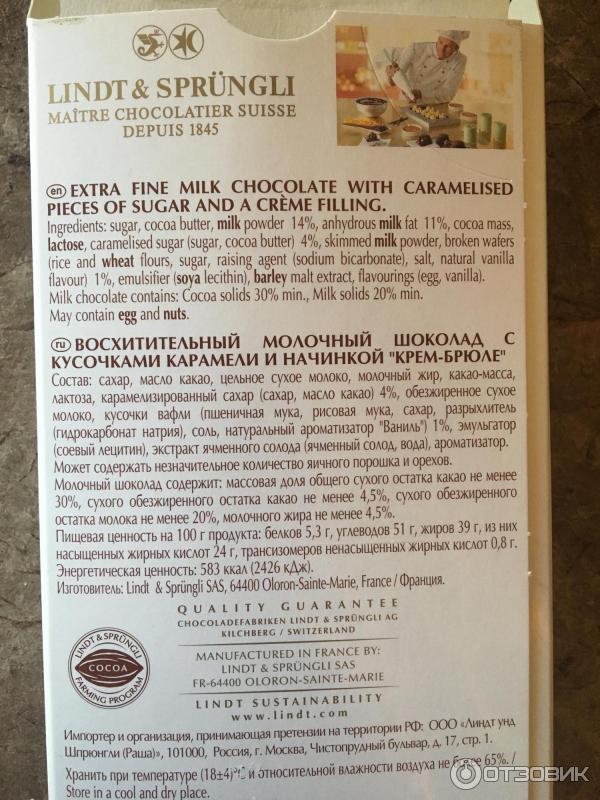 LINDT & SPRÜNGLI
MAÎTRE CHOCOLATIER SUISSE
DEPUIS 1845
en EXTRA FINE MILK CHOCOLATE WITH CARAMELISED
PIECES OF SUGAR AND A CRÈME FILLING.
Ingredients: sugar, cocoa butter, milk powder 14%, anhydrous milk fat 11%, cocoa mass,
lactose, caramelised sugar (sugar, cocoa butter) 4%, skimmed milk powder, broken wafers
(rice and wheat flours, sugar, raising agent (sodium bicarbonate), salt, natural vanilla
flavour) 1%, emulsifier (soya lecithin), barley malt extract, flavourings (egg, vanilla).
Milk chocolate contains: Cocoa solids 30% min., Milk solids 20% min.
May contain egg and nuts.
ru ВОСХИТИТЕЛЬНЫЙ МОЛОЧНЫЙ ШОКОЛАД С
КУСОЧКАМИ КАРАМЕЛИ И НАЧИНКОЙ "КРЕМ-БРЮЛЕ"
Состав: сахар, масло какао, цельное сухое молоко, молочный жир, какао-масса,
лактоза, карамелизированный сахар (сахар, масло какао) 4%, обезжиренное сухое
молоко, кусочки вафли (пшеничная мука, рисовая мука, сахар, разрыхлитель
(гидрокарбонат натрия), соль, натуральный ароматизатор "Ваниль") 1%, эмульгатор
(соевый лецитин), экстракт ячменного солода (ячменный солод, вода), ароматизатор.
Может содержать незначительное количество яичного порошка и орехов.
Молочный шоколад содержит: массовая доля общего сухого остатка какао не менее
30%, сухого обезжиренного остатка какао не менее 4,5%, сухого обезжиренного
остатка молока не менее 20%, молочного жира не менее 4,5%.
Пищевая ценность на 100 г продукта: белков 5,3 г, углеводов 51 г, жиров 39 г, из них
насыщенных жирных кислот 24 г, трансизомеров ненасыщенных жирных кислот 0,8 г.
Энергетическая ценность: 583 ккал (2426 кДж).
Изготовитель: Lindt & Sprüngli SAS, 64400 Oloron-Sainte-Marie, France / Франция.
QUALITY GUARANTEE
CHOCOLADEFABRIKEN LINDT & SPRÜNGLI AG
KILCHBERG / SWITZERLAND
LINDT & SPRÜNGLI
COCOA
FARMING PROGRAM
MANUFACTURED IN FRANCE BY:
LINDT & SPRÜNGLI SAS
FR-64400 OLORON-SAINTE-MARIE
LINDT SUSTAINABILITY
www.lindt.com
Импортер и организация, принимающая претензии на территории РФ: ООО «Линдт унд
Шпрюнгли (Раша)», 101000, Россия, г. Москва, Чистопрудный бульвар, д. 17, стр. 1.
Хранить при температуре (18±4)°C и относительной влажности воздуха не более 65%. /
Store in a cool and dry place.
ОТЗОВИК